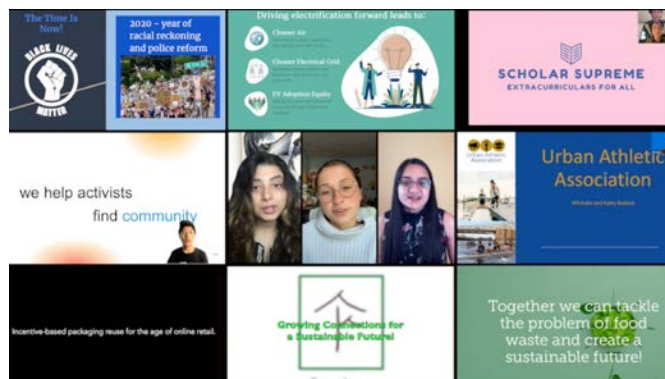 The Time Is
Now!
BLACK LIVES
MATTER
2020 – year of
racial reckoning
and police reform
Driving electrification forward leads to:
Cleaner Air
Cleaner Electrical Grid
EV Adoption Equity
SCHOLAR SUPREME
EXTRACURRICULARS FOR ALL
we help activists
find community
Urban Athletic
Association
Urban Athletic
Association
Incentive-based packaging reuse for the age of online retail.
Growing Connections for
a Sustainable Future!
Together we can tackle
the problem of food
waste and create a
sustainable future!